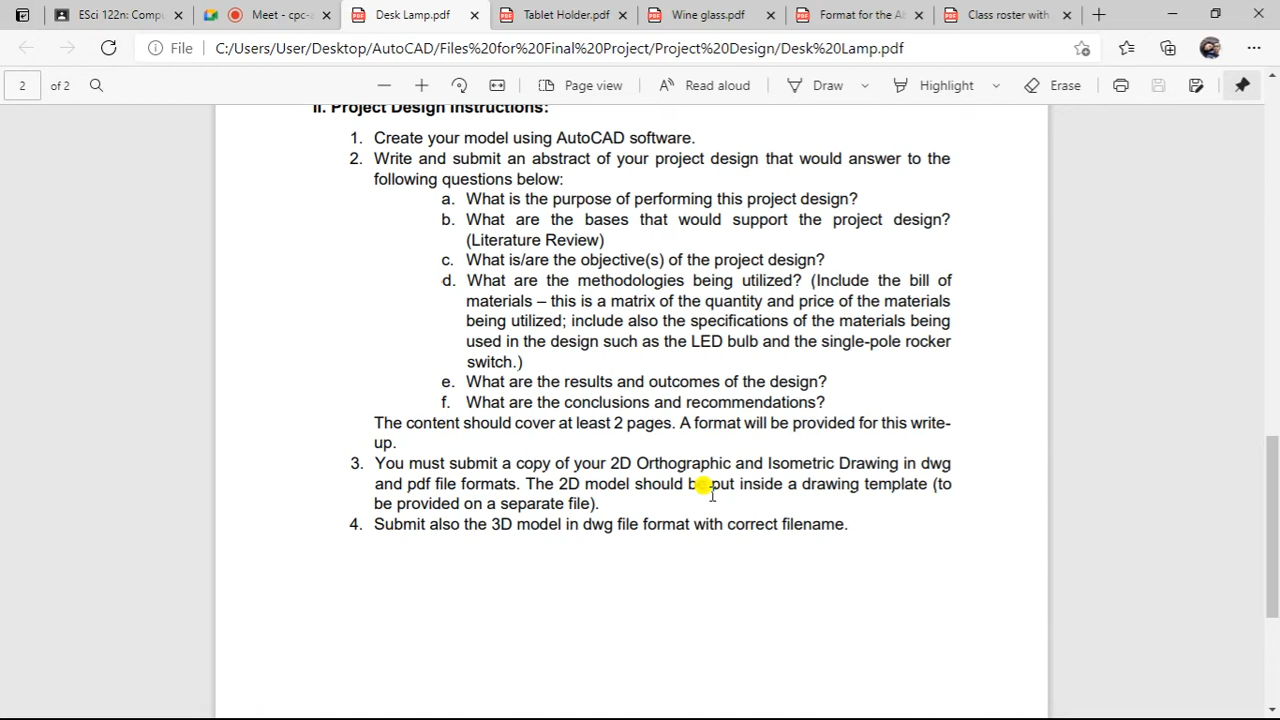 ESci 122n: Compu
Meet - cpc-a
Desk Lamp.pdf
Tablet Holder.pdf
Wine glass.pdf
Format for the Ab
Class roster with
File
C:/Users/User/Desktop/AutoCAD/Files%20for%20Final%20Project/Project%20Design/Desk%20Lamp.pdf
2 of 2
Page view
Read aloud
Draw
Highlight
Erase
II. Project Design Instructions:
1. Create your model using AutoCAD software.
2. Write and submit an abstract of your project design that would answer to the
following questions below:
a. What is the purpose of performing this project design?
b. What are the bases that would support the project design?
(Literature Review)
c. What is/are the objective(s) of the project design?
d. What are the methodologies being utilized? (Include the bill of
materials – this is a matrix of the quantity and price of the materials
being utilized; include also the specifications of the materials being
used in the design such as the LED bulb and the single-pole rocker
switch.)
e. What are the results and outcomes of the design?
f. What are the conclusions and recommendations?
The content should cover at least 2 pages. A format will be provided for this write-
up.
3. You must submit a copy of your 2D Orthographic and Isometric Drawing in dwg
and pdf file formats. The 2D model should be put inside a drawing template (to
be provided on a separate file).
4. Submit also the 3D model in dwg file format with correct filename.